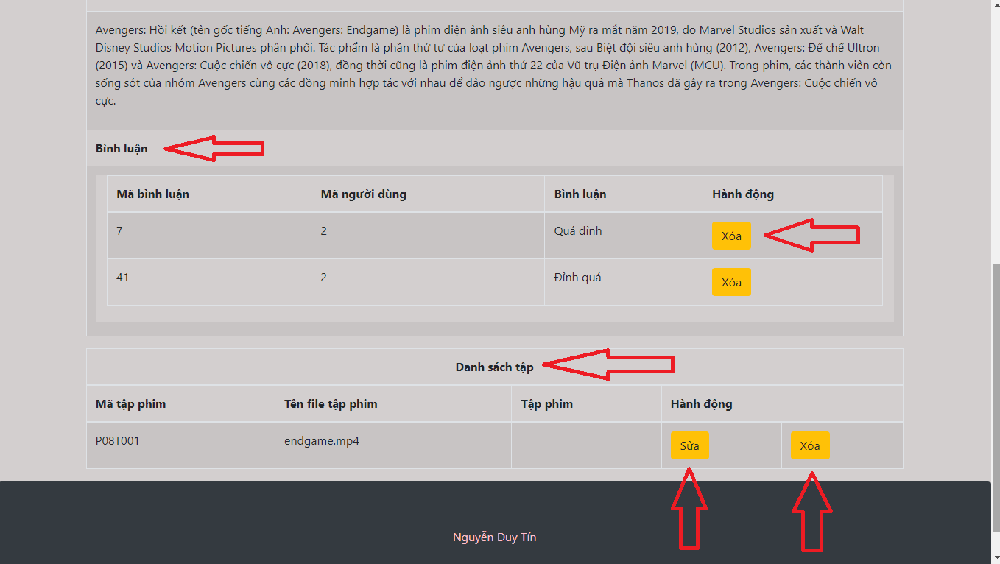 Avengers: Hồi kết (tên gốc tiếng Anh: Avengers: Endgame) là phim điện ảnh siêu anh hùng Mỹ ra mắt năm 2019, do Marvel Studios sản xuất và Walt
Disney Studios Motion Pictures phân phối. Tác phẩm là phần thứ tư của loạt phim Avengers, sau Biệt đội siêu anh hùng (2012), Avengers: Đế chế Ultron
(2015) và Avengers: Cuộc chiến vô cực (2018), đồng thời cũng là phim điện ảnh thứ 22 của Vũ trụ Điện ảnh Marvel (MCU). Trong phim, các thành viên còn
sống sót của nhóm Avengers cùng các đồng minh hợp tác với nhau để đảo ngược những hậu quả mà Thanos đã gây ra trong Avengers: Cuộc chiến vô
cực.
Bình luận
Mã bình luận Mã người dùng Bình luận Hành động
7 2 Quá đỉnh Xóa
41 2 Đỉnh quá Xóa
Danh sách tập
Mã tập phim Tên file tập phim Tập phim Hành động
P08T001 endgame.mp4 Sửa Xóa
Nguyễn Duy Tín